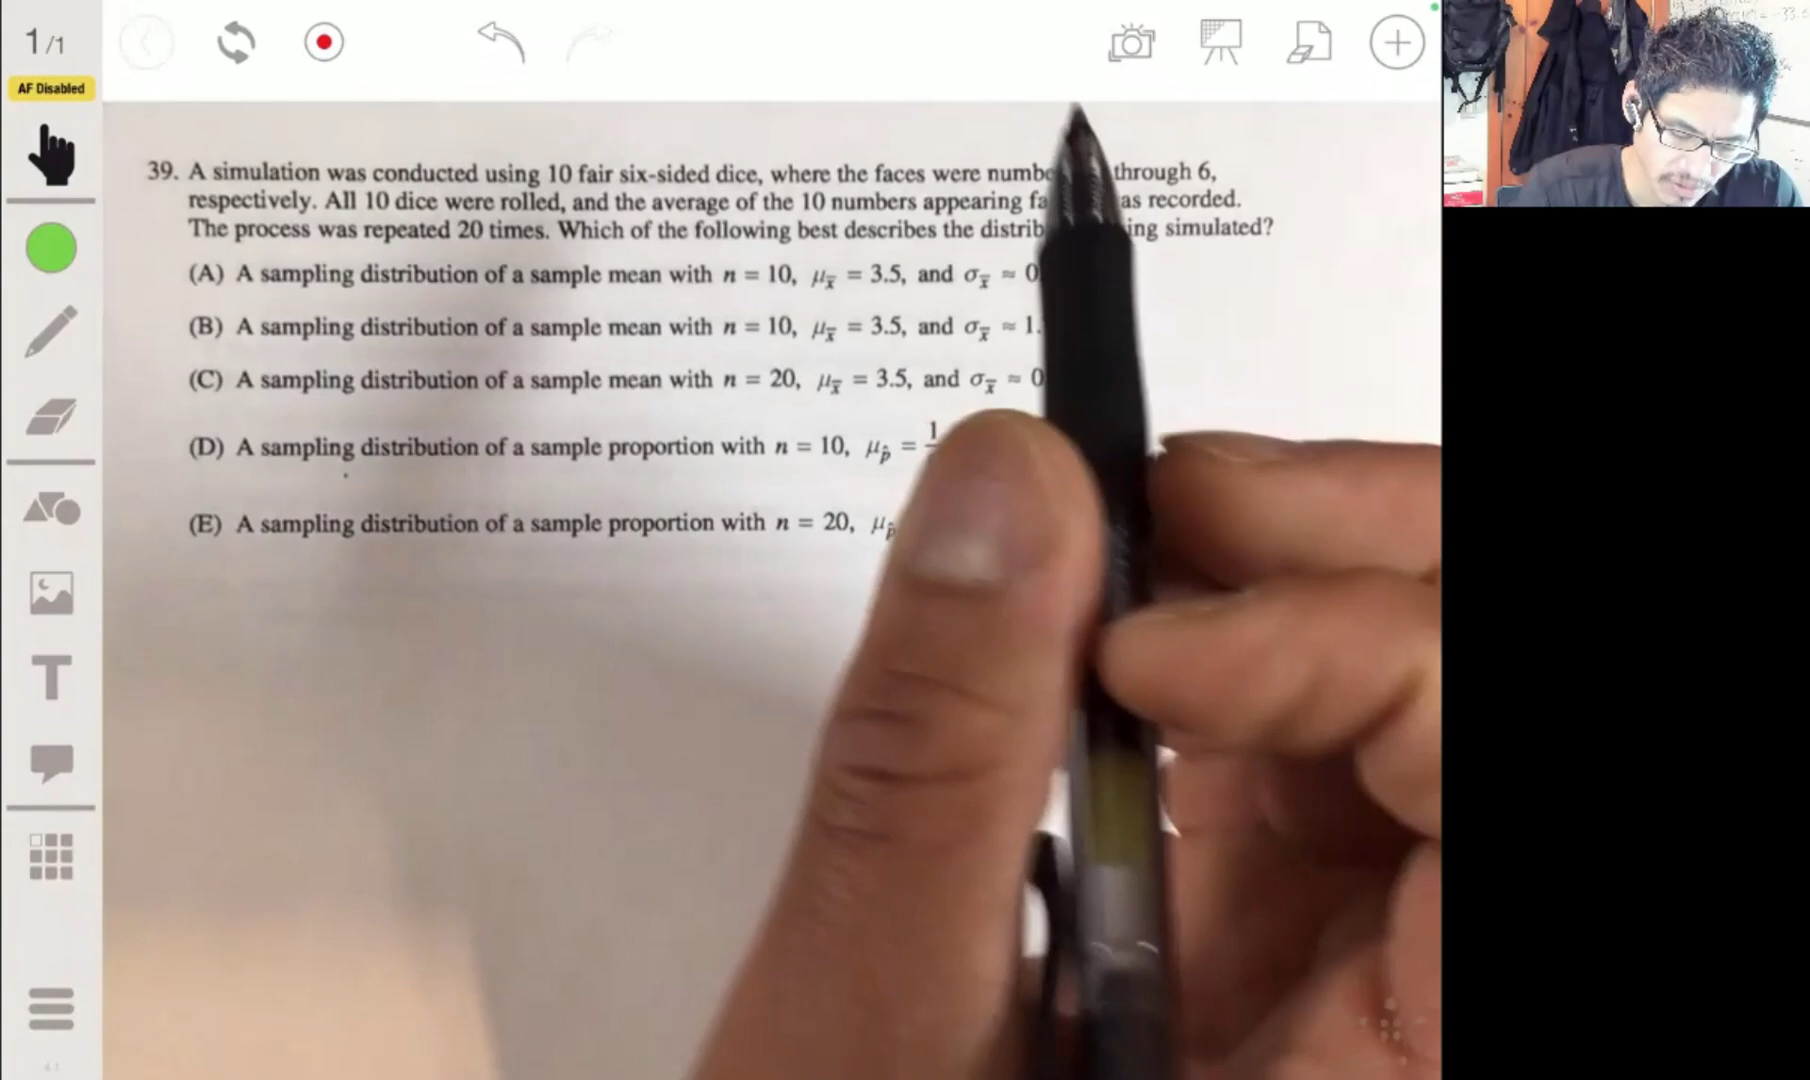 1/1
AF Disabled
39. A simulation was conducted using 10 fair six-sided dice, where the faces were through 6,
respectively. All 10 dice were rolled, and the average of the 10 numbers appearing recorded.
The process was repeated 20 times. Which of the following best describes the simulated?
(A) A sampling distribution of a sample mean with n = 10, μx̄ = 3.5, and σx̄ ≈ 0
(B) A sampling distribution of a sample mean with n = 10, μx̄ = 3.5, and σx̄ ≈ 1.
(C) A sampling distribution of a sample mean with n = 20, μx̄ = 3.5, and σx̄ ≈ 0
(D) A sampling distribution of a sample proportion with n = 10, μp̂ =
(E) A sampling distribution of a sample proportion with n = 20, μp̂
T